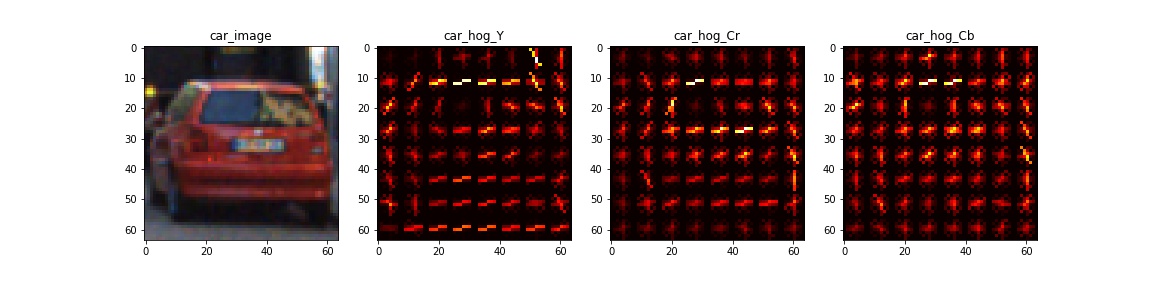 car_image car_hog_Y car_hog_Cr car_hog_Cb
0 0 0 0
10 10 10 10
20 20 20 20
30 30 30 30
40 40 40 40
50 50 50 50
60 60 60 60
0 20 40 60 0 20 40 60 0 20 40 60 0 20 40 60